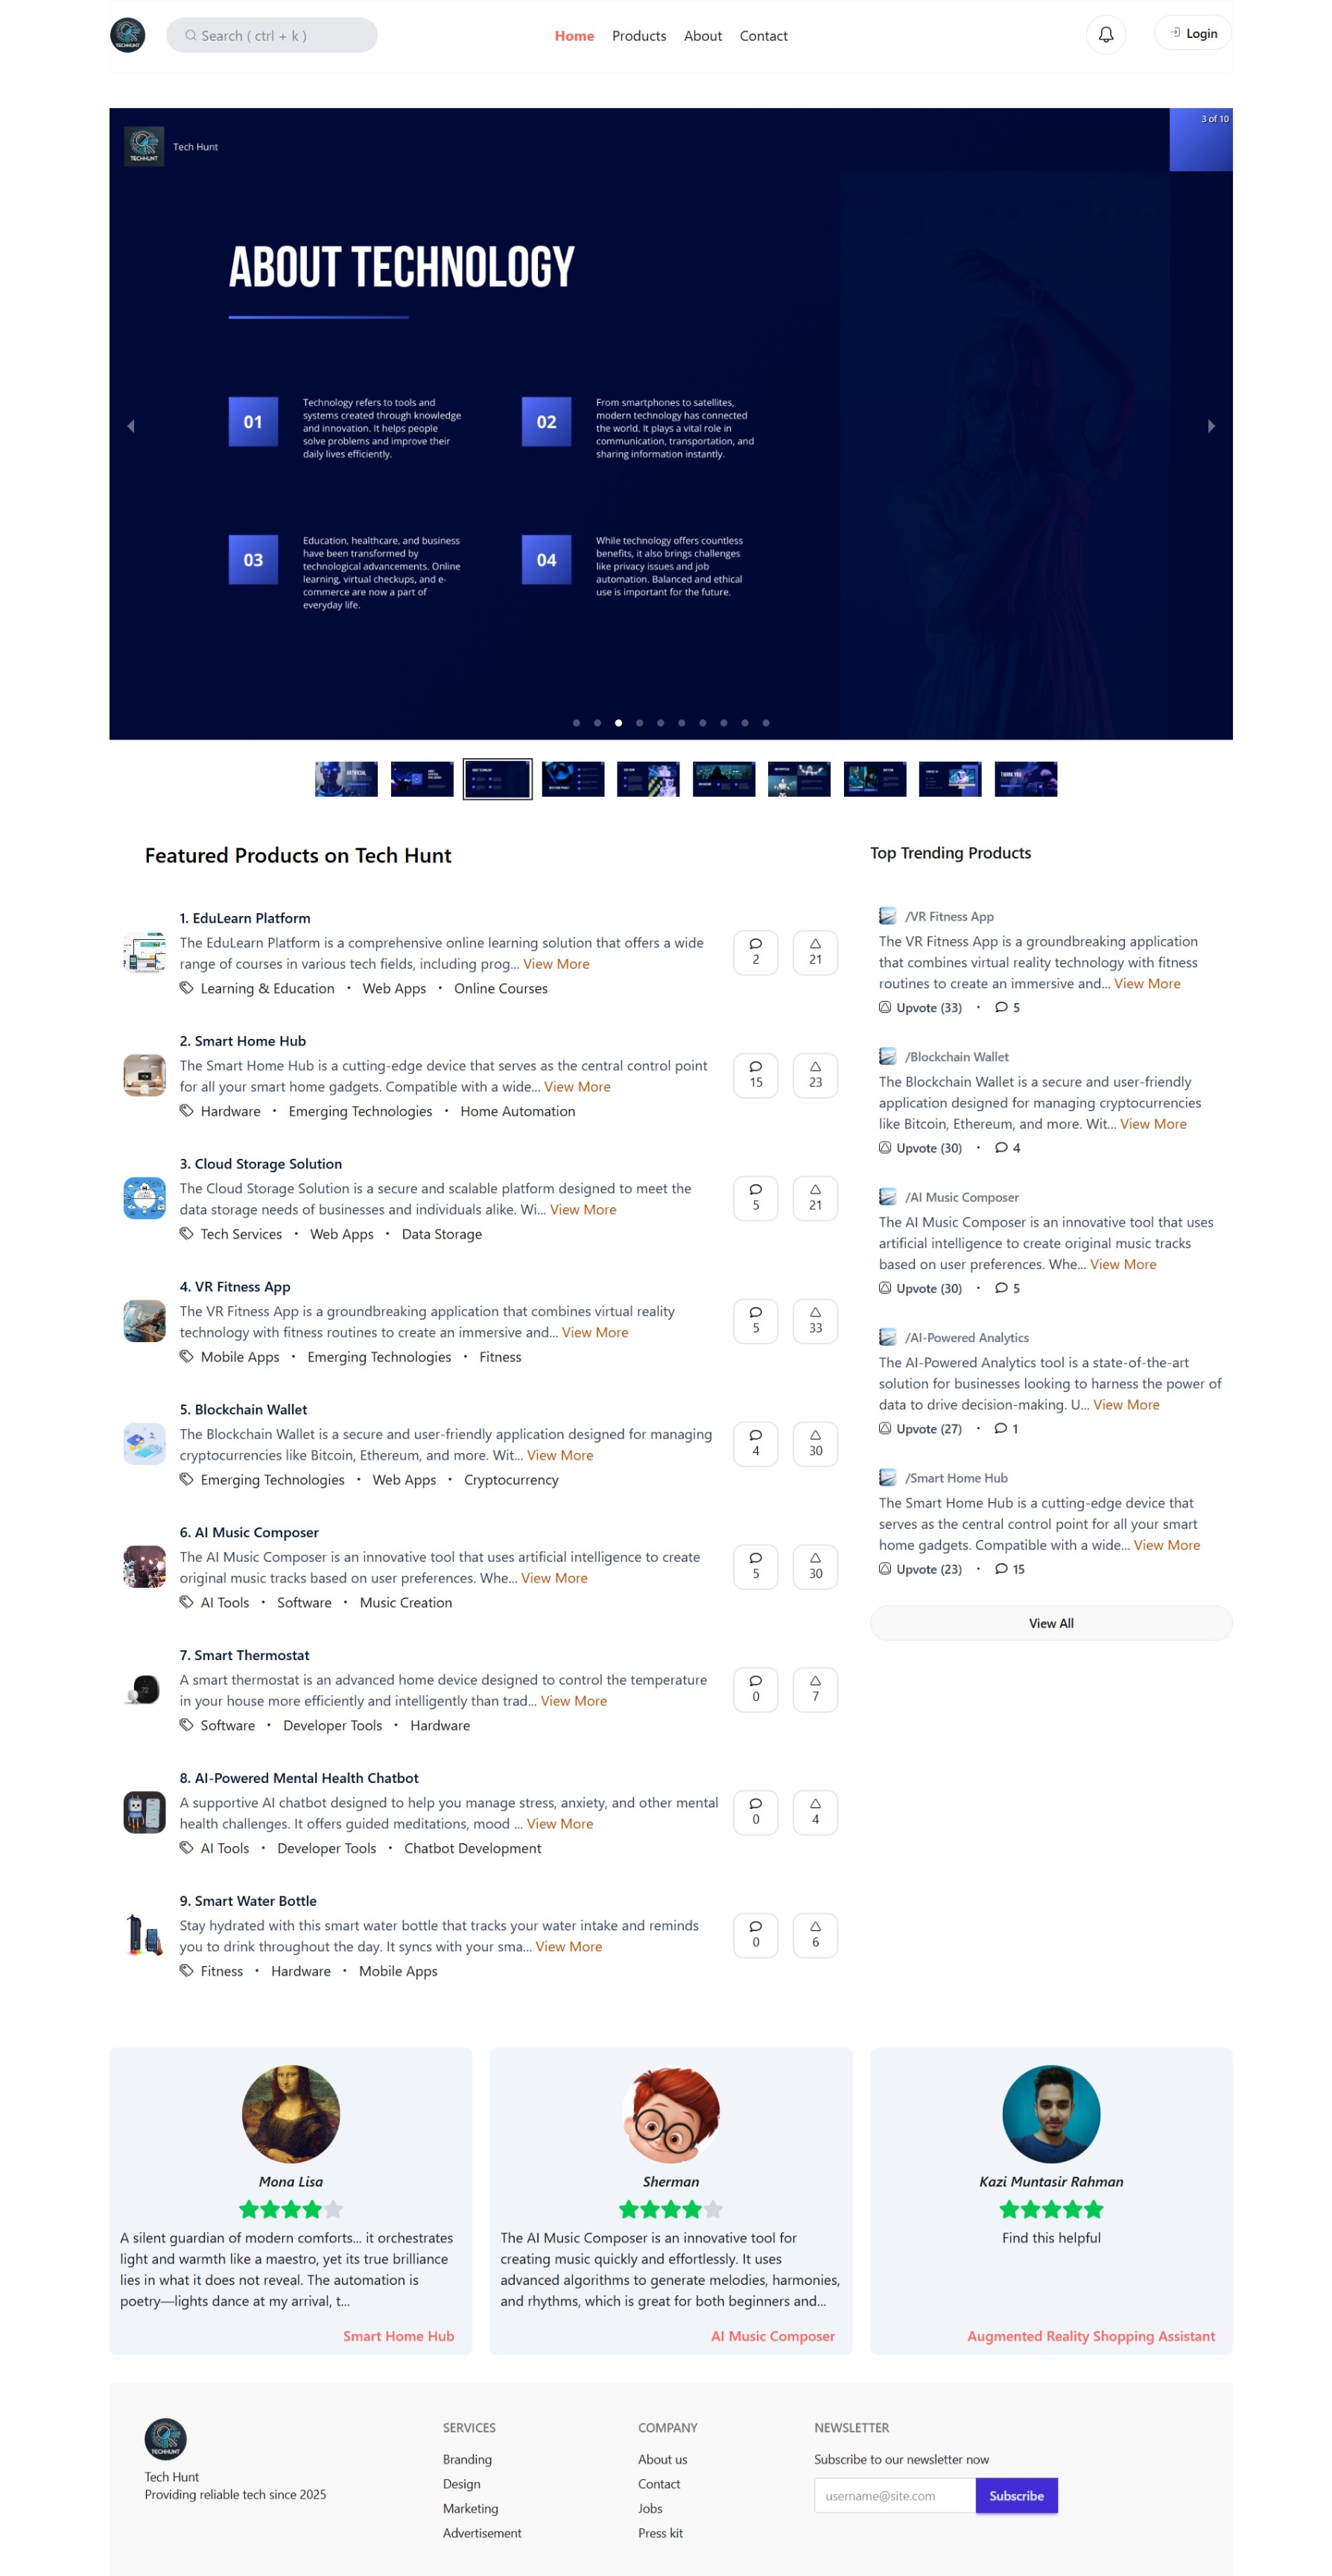 TECHHUNT
Search ( ctrl + k )
Home
Products
About
Contact
Login
TECHHUNT
Tech Hunt
3 of 10
ABOUT TECHNOLOGY
01
Technology refers to tools and
systems created through knowledge
and innovation. It helps people
solve problems and improve their
daily lives efficiently.
02
From smartphones to satellites,
modern technology has connected
the world. It plays a vital role in
communication, transportation, and
sharing information instantly.
03
Education, healthcare, and business
have been transformed by
technological advancements. Online
learning, virtual checkups, and e-
commerce are now a part of
everyday life.
04
While technology offers countless
benefits, it also brings challenges
like privacy issues and job
automation. Balanced and ethical
use is important for the future.
Featured Products on Tech Hunt
1. EduLearn Platform
The EduLearn Platform is a comprehensive online learning solution that offers a wide
range of courses in various tech fields, including prog... View More
Learning & Education • Web Apps • Online Courses
2
21
2. Smart Home Hub
The Smart Home Hub is a cutting-edge device that serves as the central control point
for all your smart home gadgets. Compatible with a wide... View More
Hardware • Emerging Technologies • Home Automation
15
23
3. Cloud Storage Solution
The Cloud Storage Solution is a secure and scalable platform designed to meet the
data storage needs of businesses and individuals alike. Wi... View More
Tech Services • Web Apps • Data Storage
5
21
4. VR Fitness App
The VR Fitness App is a groundbreaking application that combines virtual reality
technology with fitness routines to create an immersive and... View More
Mobile Apps • Emerging Technologies • Fitness
5
33
5. Blockchain Wallet
The Blockchain Wallet is a secure and user-friendly application designed for managing
cryptocurrencies like Bitcoin, Ethereum, and more. Wit... View More
Emerging Technologies • Web Apps • Cryptocurrency
4
30
6. AI Music Composer
The AI Music Composer is an innovative tool that uses artificial intelligence to create
original music tracks based on user preferences. Whe... View More
AI Tools • Software • Music Creation
5
30
7. Smart Thermostat
A smart thermostat is an advanced home device designed to control the temperature
in your house more efficiently and intelligently than trad... View More
Software • Developer Tools • Hardware
0
7
8. AI-Powered Mental Health Chatbot
A supportive AI chatbot designed to help you manage stress, anxiety, and other mental
health challenges. It offers guided meditations, mood ... View More
AI Tools • Developer Tools • Chatbot Development
0
4
9. Smart Water Bottle
Stay hydrated with this smart water bottle that tracks your water intake and reminds
you to drink throughout the day. It syncs with your sma... View More
Fitness • Hardware • Mobile Apps
0
6
Top Trending Products
/VR Fitness App
The VR Fitness App is a groundbreaking application
that combines virtual reality technology with fitness
routines to create an immersive and... View More
Upvote (33) • 5
/Blockchain Wallet
The Blockchain Wallet is a secure and user-friendly
application designed for managing cryptocurrencies
like Bitcoin, Ethereum, and more. Wit... View More
Upvote (30) • 4
/AI Music Composer
The AI Music Composer is an innovative tool that uses
artificial intelligence to create original music tracks
based on user preferences. Whe... View More
Upvote (30) • 5
/AI-Powered Analytics
The AI-Powered Analytics tool is a state-of-the-art
solution for businesses looking to harness the power of
data to drive decision-making. U... View More
Upvote (27) • 1
/Smart Home Hub
The Smart Home Hub is a cutting-edge device that
serves as the central control point for all your smart
home gadgets. Compatible with a wide... View More
Upvote (23) • 15
View All
Mona Lisa
A silent guardian of modern comforts... it orchestrates
light and warmth like a maestro, yet its true brilliance
lies in what it does not reveal. The automation is
poetry—lights dance at my arrival, t...
Smart Home Hub
Sherman
The AI Music Composer is an innovative tool for
creating music quickly and effortlessly. It uses
advanced algorithms to generate melodies, harmonies,
and rhythms, which is great for both beginners and...
AI Music Composer
Kazi Muntasir Rahman
Find this helpful
Augmented Reality Shopping Assistant
TECHHUNT
Tech Hunt
Providing reliable tech since 2025
SERVICES
Branding
Design
Marketing
Advertisement
COMPANY
About us
Contact
Jobs
Press kit
NEWSLETTER
Subscribe to our newsletter now
username@site.com
Subscribe